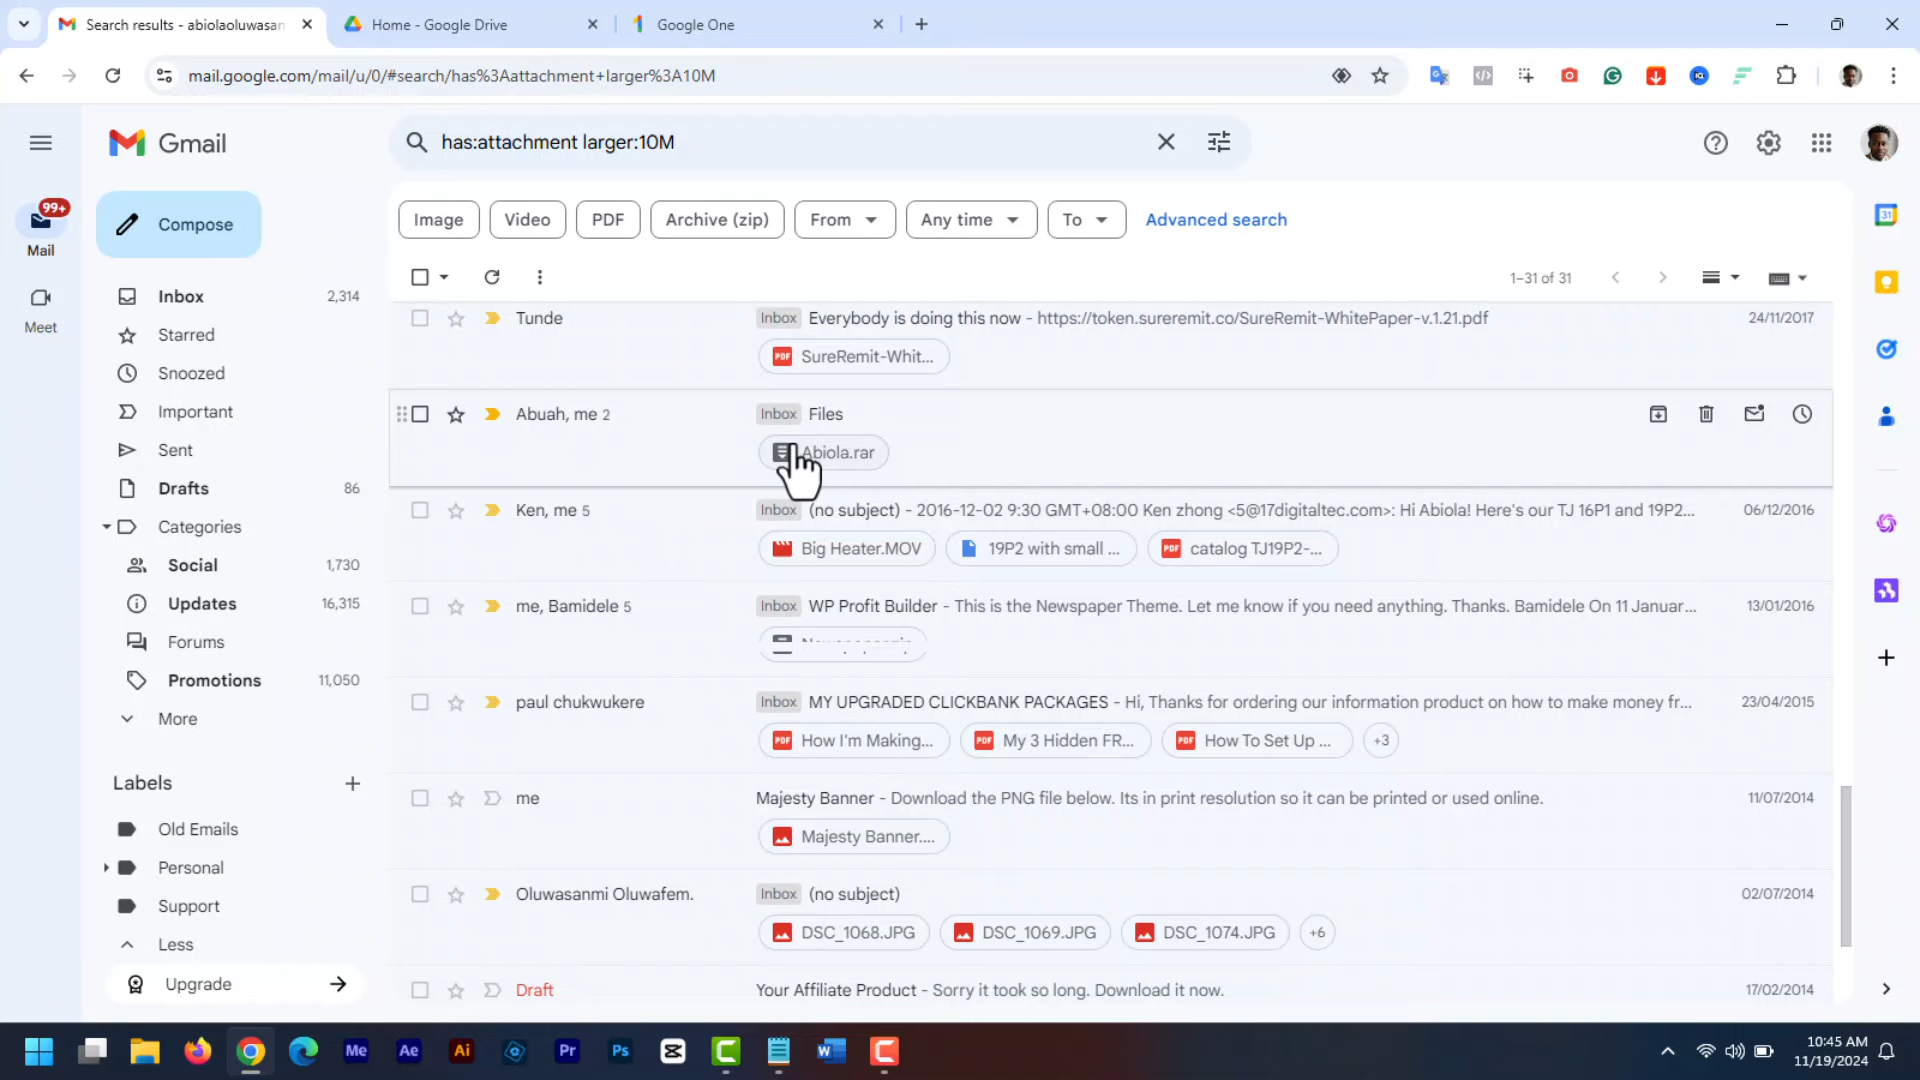 Search results - abiolaoluwasan
Home - Google Drive
Google One
mail.google.com/mail/u/0/#search/has%3Aattachment+larger%3A10M
Gmail
has:attachment larger:10M
99+
Mail
Meet
Compose
Inbox 2,314
Starred
Snoozed
Important
Sent
Drafts 86
Categories
Social 1,730
Updates 16,315
Forums
Promotions 11,050
More
Labels
Old Emails
Personal
Support
Less
Upgrade
Image Video PDF Archive (zip) From Any time To Advanced search
1–31 of 31
Tunde Inbox Everybody is doing this now - https://token.sureremit.co/SureRemit-WhitePaper-v.1.21.pdf 24/11/2017
PDF SureRemit-Whit...
Abuah, me 2 Inbox Files
Abiola.rar
Ken, me 5 Inbox (no subject) - 2016-12-02 9:30 GMT+08:00 Ken zhong <5@17digitaltec.com>: Hi Abiola! Here's our TJ 16P1 and 19P2... 06/12/2016
Big Heater.MOV 19P2 with small ... PDF catalog TJ19P2-...
me, Bamidele 5 Inbox WP Profit Builder - This is the Newspaper Theme. Let me know if you need anything. Thanks. Bamidele On 11 Januar... 13/01/2016
paul chukwukere Inbox MY UPGRADED CLICKBANK PACKAGES - Hi, Thanks for ordering our information product on how to make money fr... 23/04/2015
PDF How I'm Making... PDF My 3 Hidden FR... PDF How To Set Up ... +3
me Majesty Banner - Download the PNG file below. Its in print resolution so it can be printed or used online. 11/07/2014
Majesty Banner....
Oluwasanmi Oluwafem. Inbox (no subject) 02/07/2014
DSC_1068.JPG DSC_1069.JPG DSC_1074.JPG +6
Draft Your Affiliate Product - Sorry it took so long. Download it now. 17/02/2014
31
Me Ae Ai Pr Ps
10:45 AM
11/19/2024